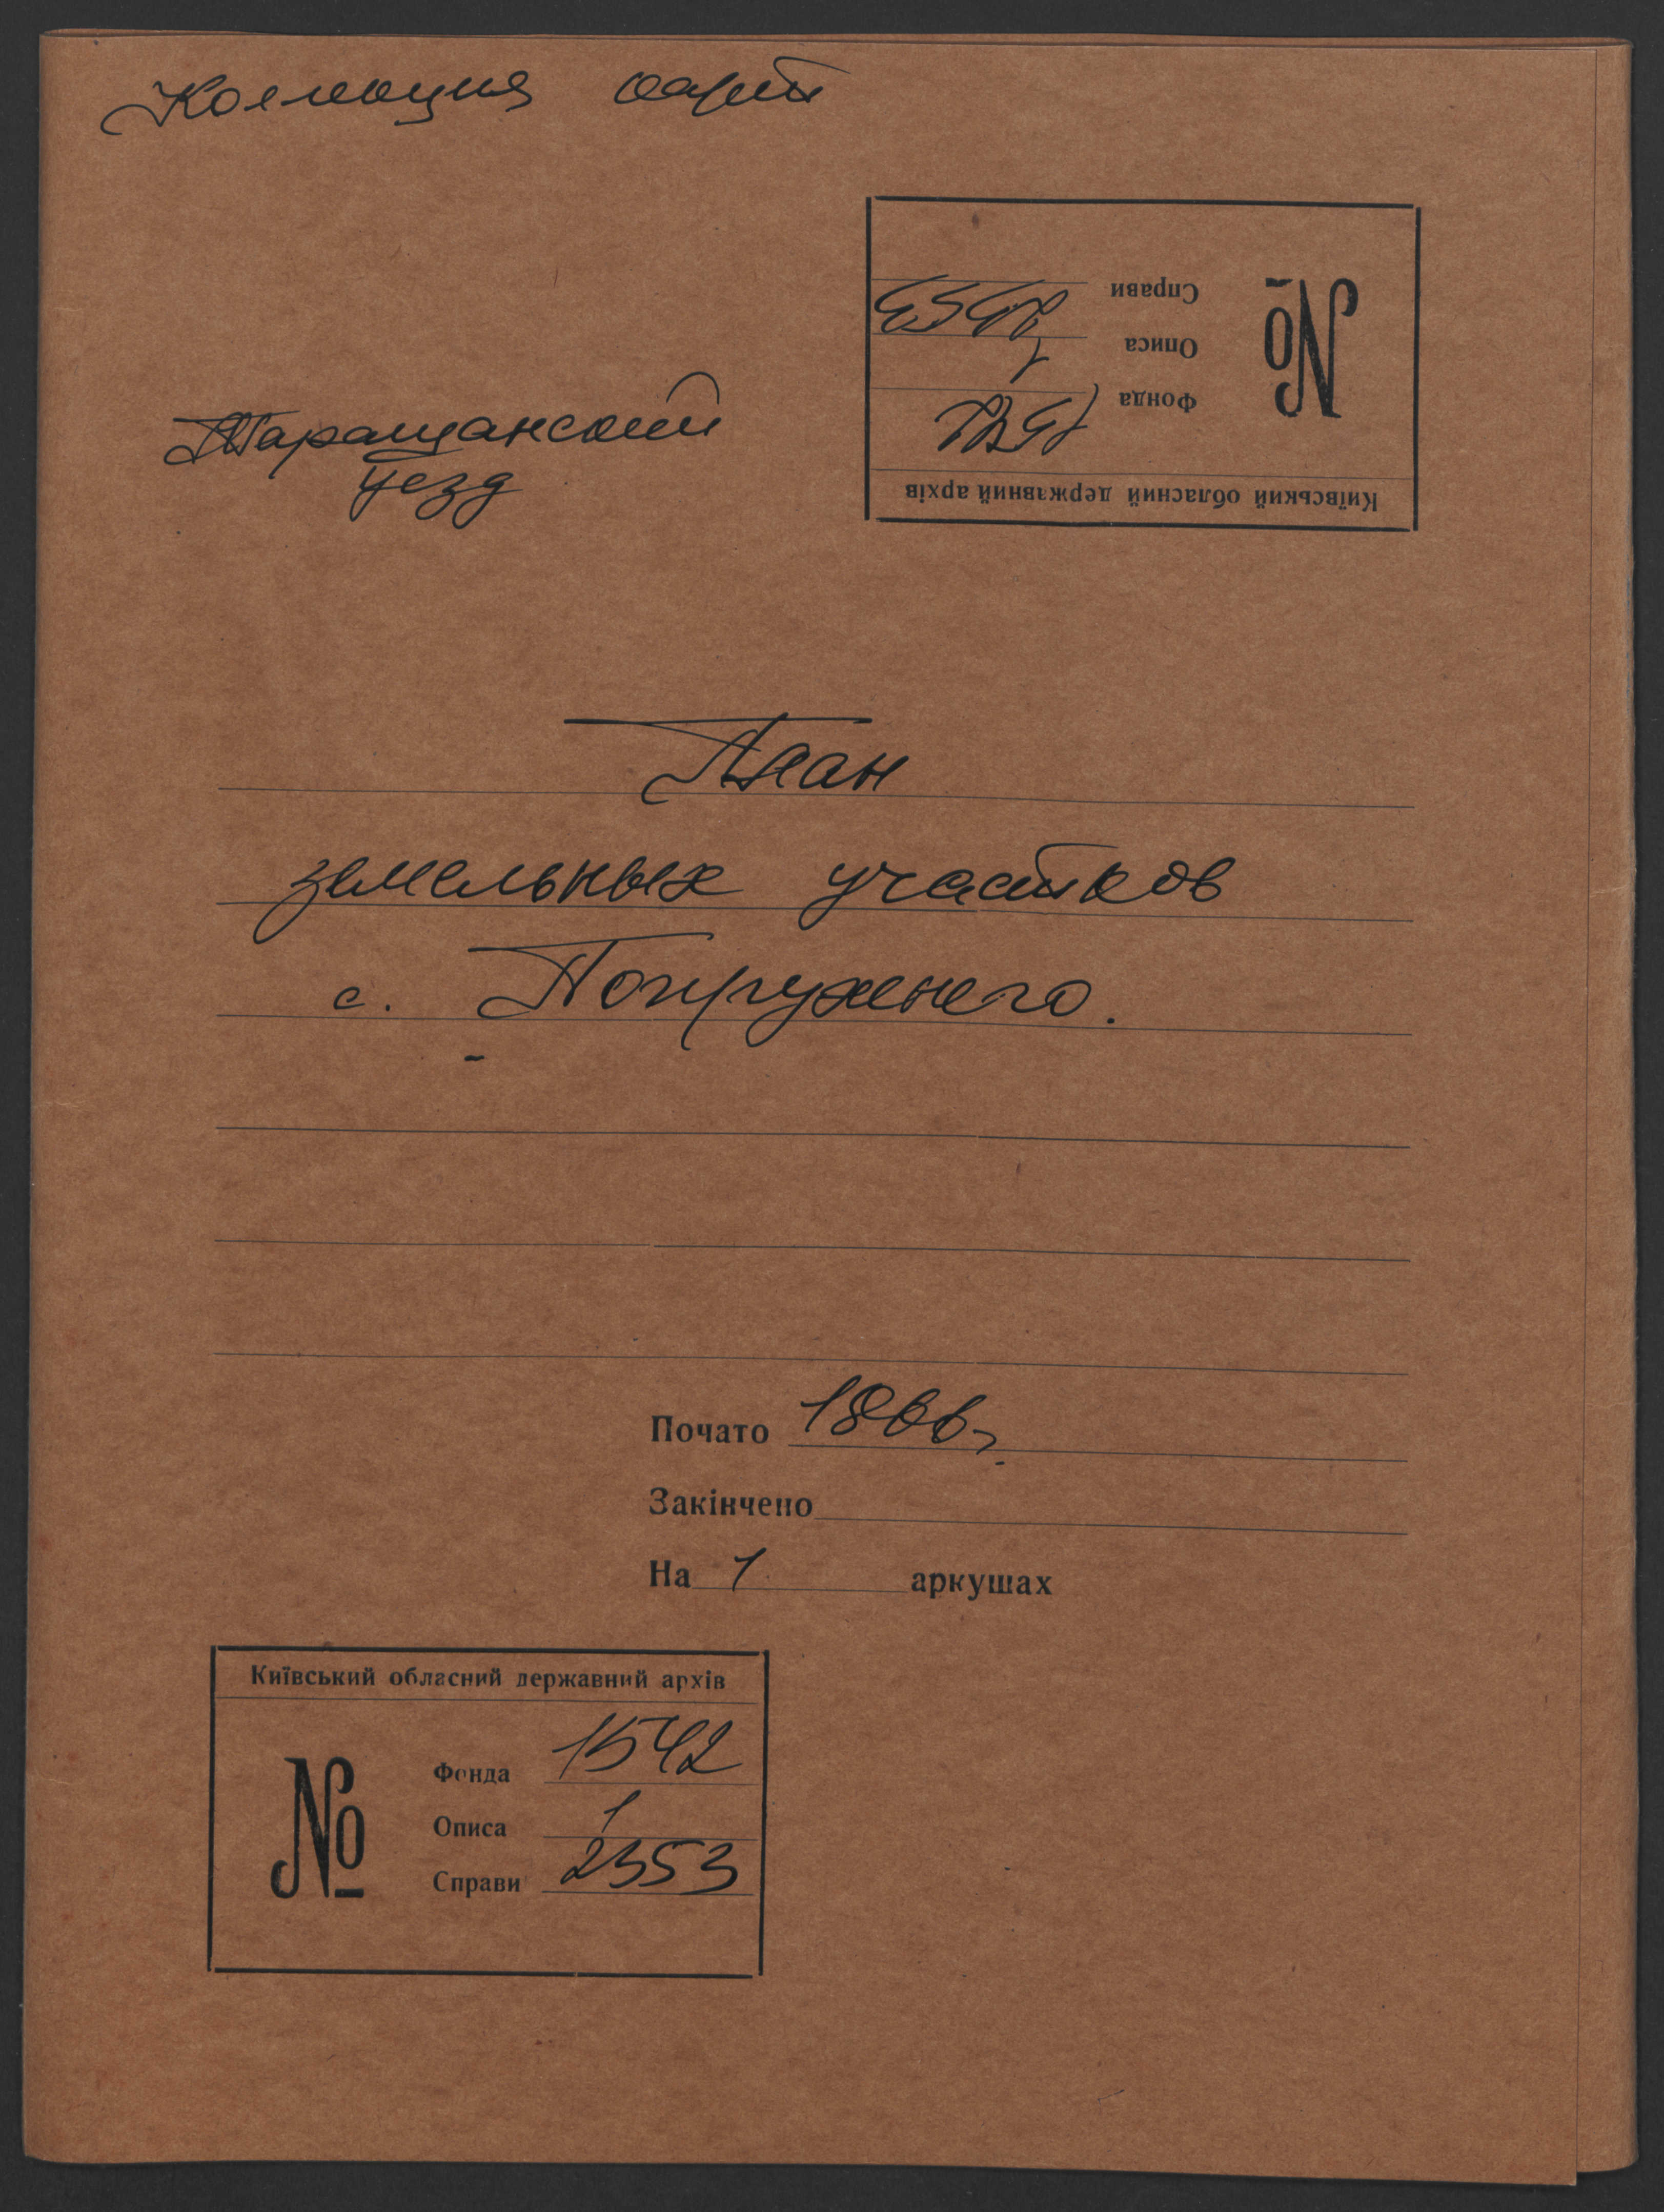 Коллекция карт
Справи 2353
Описа 1
Фонда 1542
№
Київський обласний державний архів
Таращанский
уезд
План
земельных участков
с. Попружнего.
Почато 1866 г.
Закінчено
На 1 аркушах
Київський обласний державний архів
№
Фонда 1542
Описа 1
Справи 2353